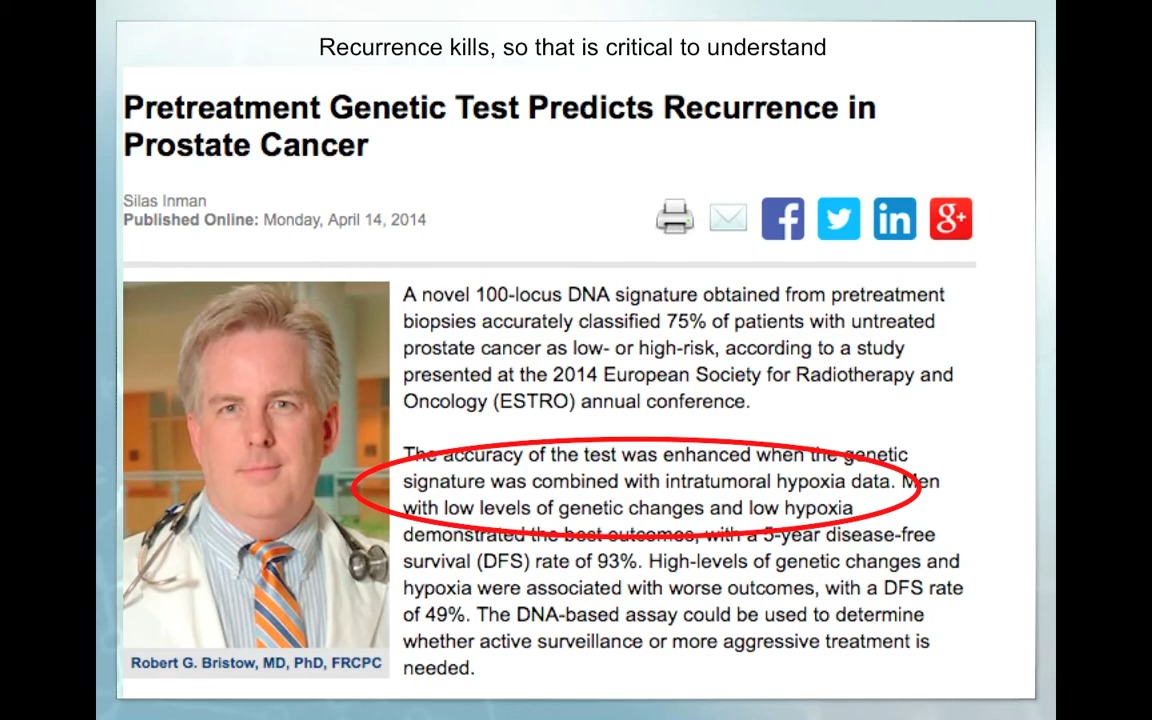 Recurrence kills, so that is critical to understand
Pretreatment Genetic Test Predicts Recurrence in
Prostate Cancer
Silas Inman
Published Online: Monday, April 14, 2014
f in g+
A novel 100-locus DNA signature obtained from pretreatment
biopsies accurately classified 75% of patients with untreated
prostate cancer as low- or high-risk, according to a study
presented at the 2014 European Society for Radiotherapy and
Oncology (ESTRO) annual conference.
The accuracy of the test was enhanced when the genetic
signature was combined with intratumoral hypoxia data. Men
with low levels of genetic changes and low hypoxia
demonstrated the best outcomes, with a 5-year disease-free
survival (DFS) rate of 93%. High-levels of genetic changes and
hypoxia were associated with worse outcomes, with a DFS rate
of 49%. The DNA-based assay could be used to determine
whether active surveillance or more aggressive treatment is
needed.
Robert G. Bristow, MD, PhD, FRCPC